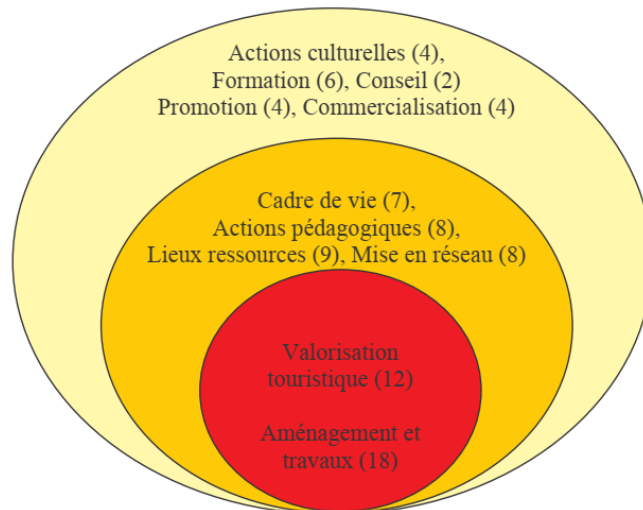 Actions culturelles (4),
Formation (6), Conseil (2)
Promotion (4), Commercialisation (4)
Cadre de vie (7),
Actions pédagogiques (8),
Lieux ressources (9), Mise en réseau (8)
Valorisation
touristique (12)
Aménagement et
travaux (18)